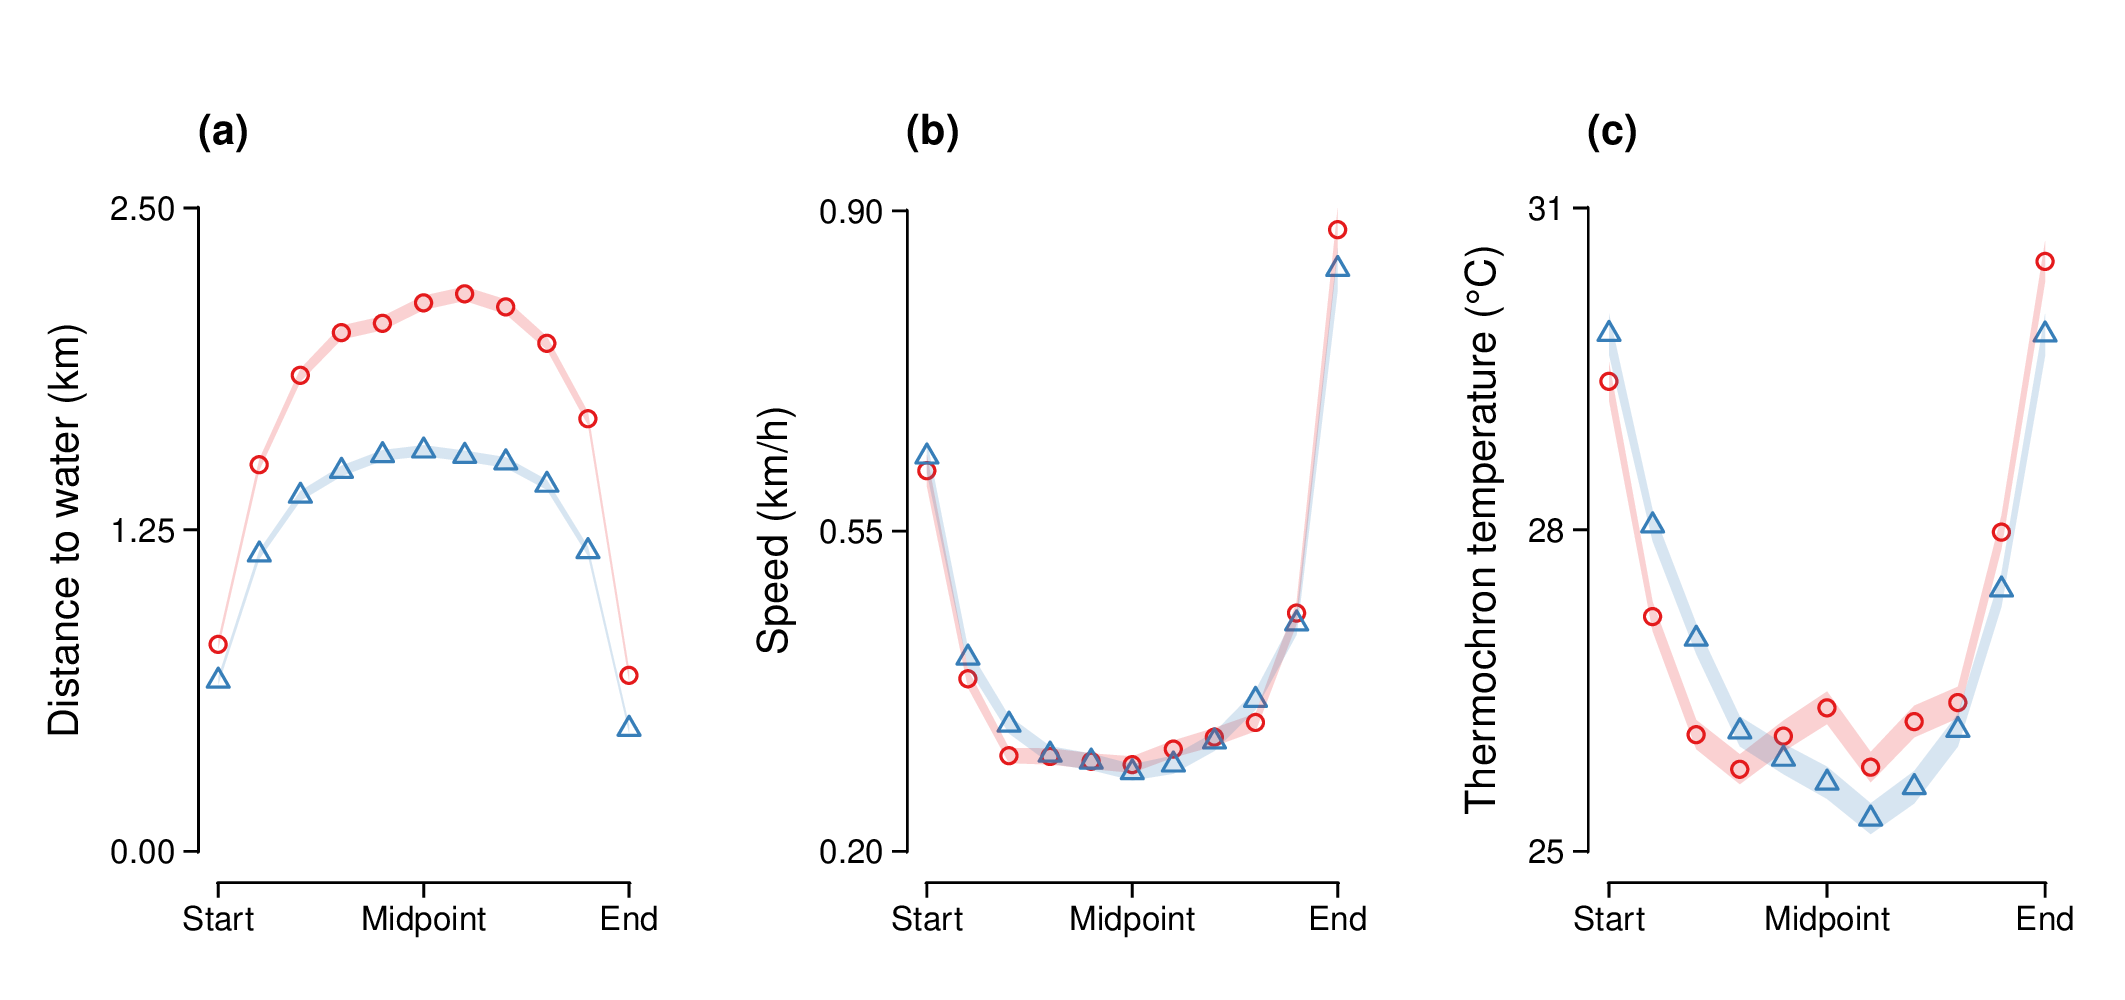 (a)
2.50
1.25
0.00
Distance to water (km)
Start Midpoint End
(b)
0.90
0.55
0.20
Speed (km/h)
Start Midpoint End
(c)
31
28
25
Thermochron temperature (°C)
Start Midpoint End